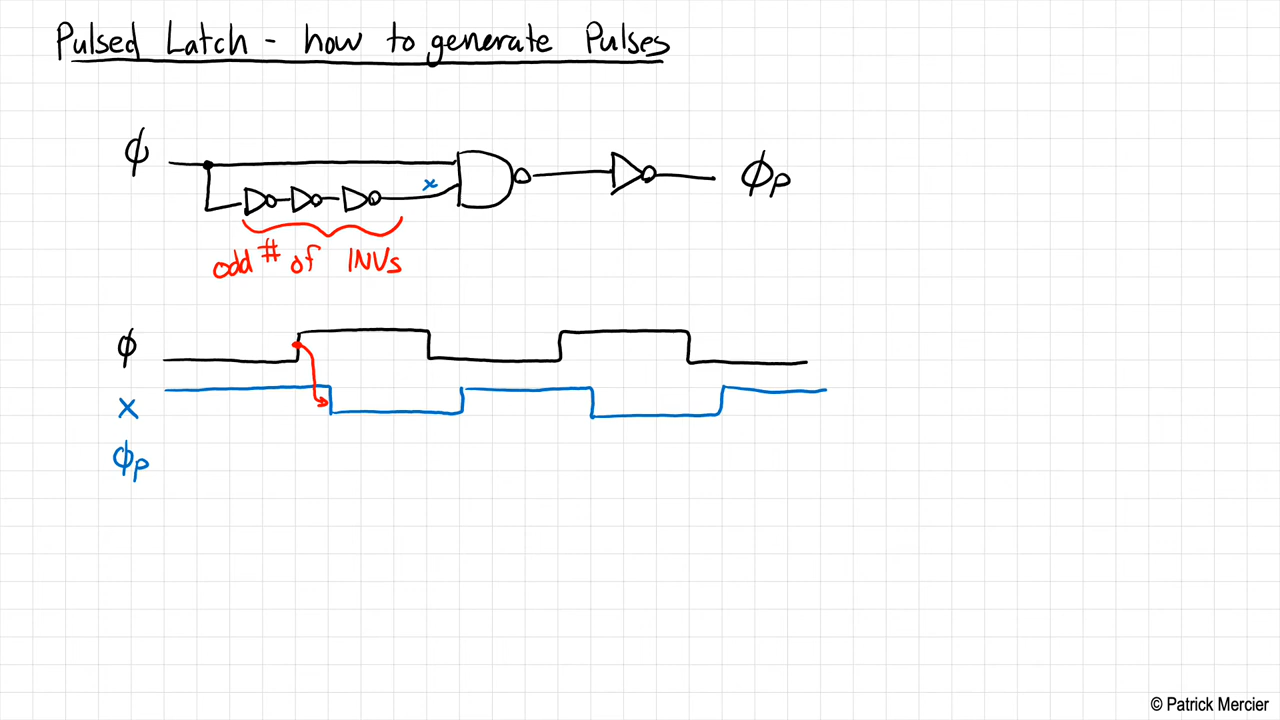 Pulsed Latch - how to generate Pulses
ϕ
x
ϕp
odd # of INVs
ϕ
x
ϕp
© Patrick Mercier